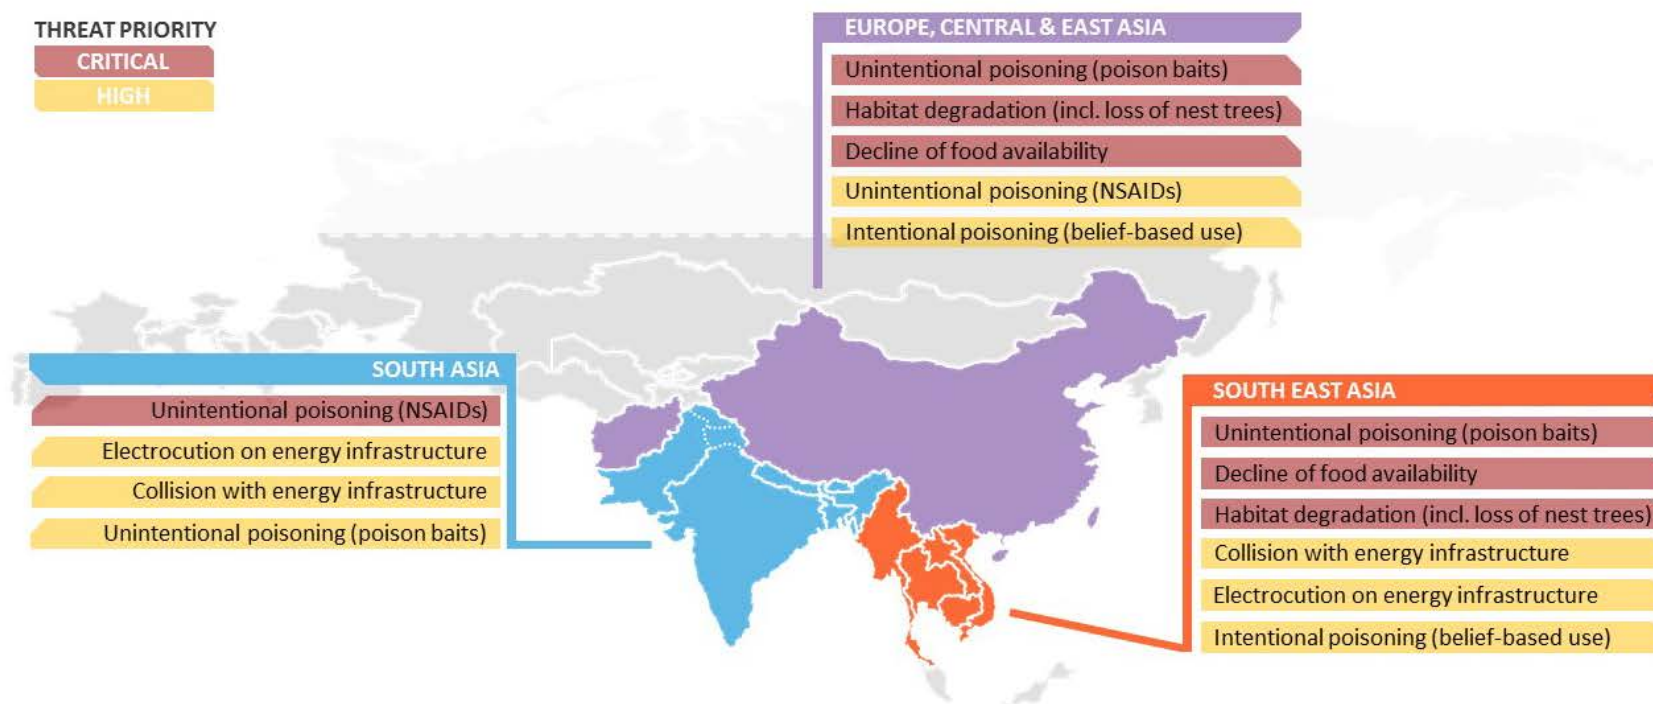 THREAT PRIORITY
CRITICAL
HIGH
EUROPE, CENTRAL & EAST ASIA
Unintentional poisoning (poison baits)
Habitat degradation (incl. loss of nest trees)
Decline of food availability
Unintentional poisoning (NSAIDs)
Intentional poisoning (belief-based use)
SOUTH ASIA
Unintentional poisoning (NSAIDs)
Electrocution on energy infrastructure
Collision with energy infrastructure
Unintentional poisoning (poison baits)
SOUTH EAST ASIA
Unintentional poisoning (poison baits)
Decline of food availability
Habitat degradation (incl. loss of nest trees)
Collision with energy infrastructure
Electrocution on energy infrastructure
Intentional poisoning (belief-based use)